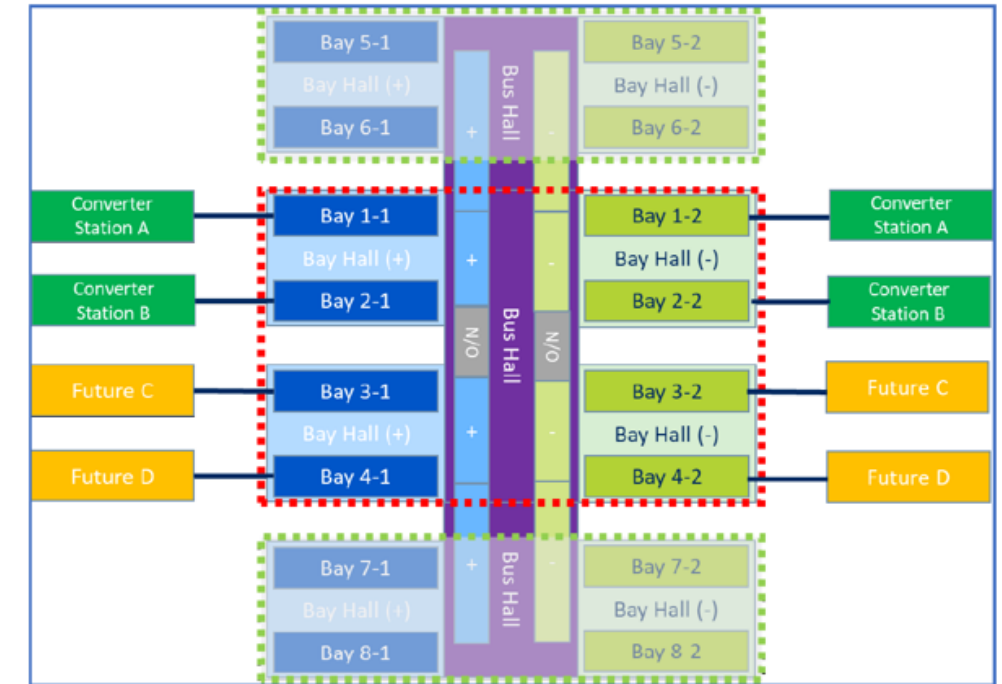 Bay 5-1
Bay Hall (+)
Bay 6-1
+
Bus Hall
-
Bay 5-2
Bay Hall (-)
Bay 6-2
Converter
Station A
Bay 1-1
Bay Hall (+)
Converter
Station B
Bay 2-1
+
N/O
Bus Hall
-
N/O
Bay 1-2
Bay Hall (-)
Bay 2-2
Converter
Station A
Converter
Station B
Future C
Bay 3-1
Bay Hall (+)
Future D
Bay 4-1
+
-
Bay 3-2
Bay Hall (-)
Bay 4-2
Future C
Future D
Bay 7-1
Bay Hall (+)
Bay 8-1
+
Bus Hall
-
Bay 7-2
Bay Hall (-)
Bay 8-2